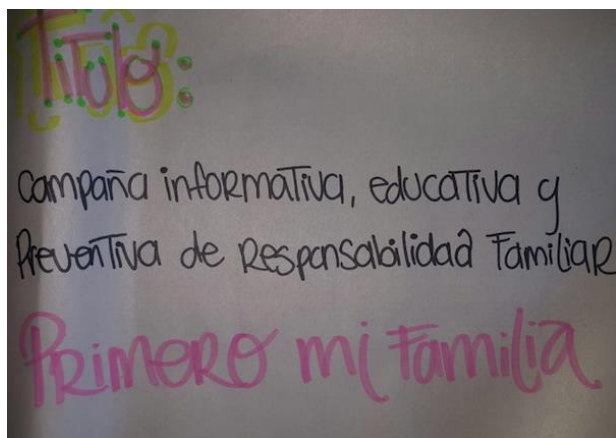 Titulo:
Campaña informativa, educativa y
Preventiva de Responsabilidad Familiar
Primero mi Familia